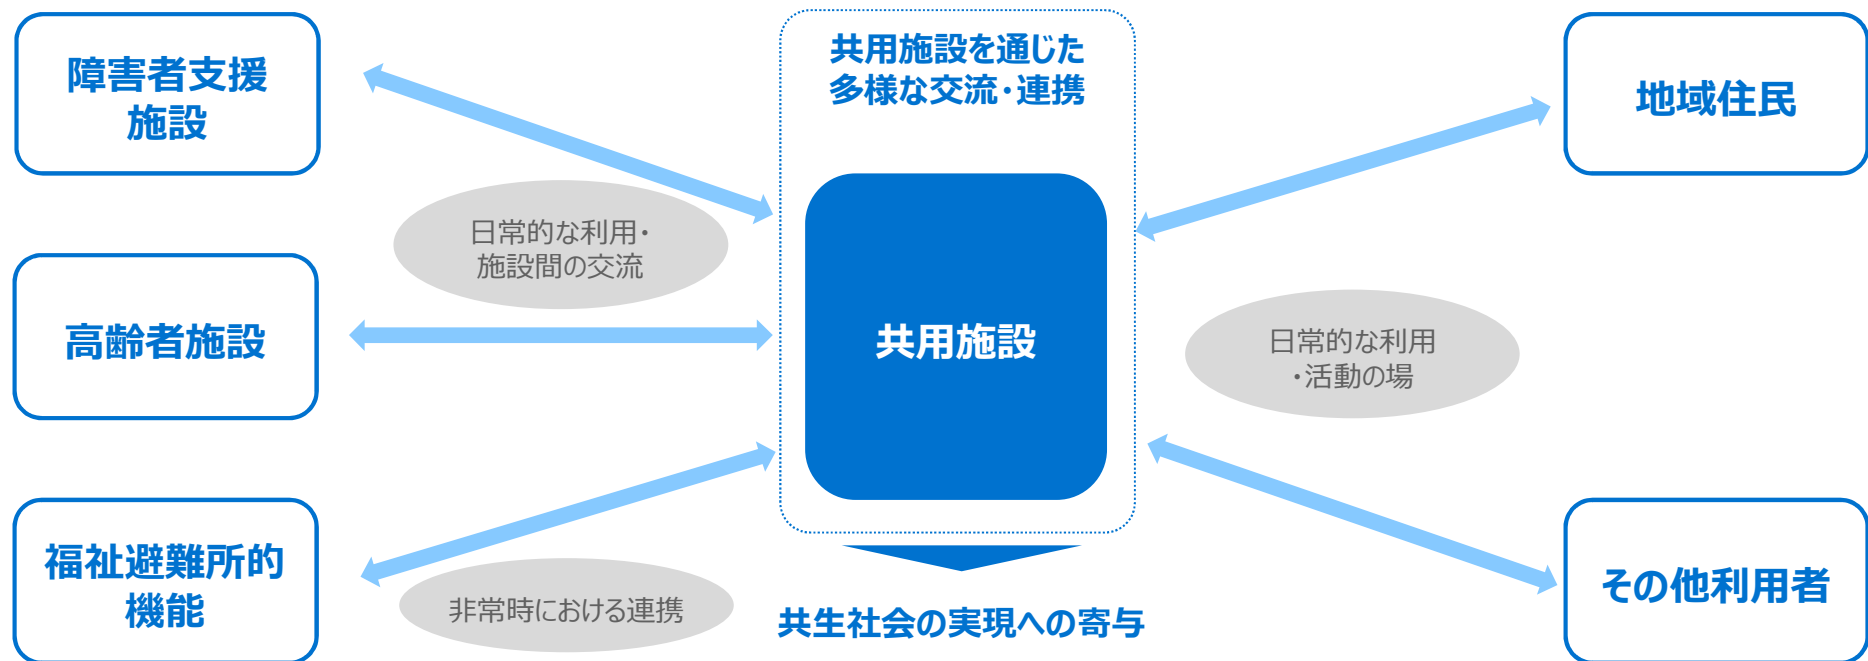 障害者支援
施設
共用施設を通じた
多様な交流・連携
地域住民
日常的な利用・
施設間の交流
高齢者施設
共用施設
日常的な利用
・活動の場
福祉避難所的
機能
非常時における連携
共生社会の実現への寄与
その他利用者